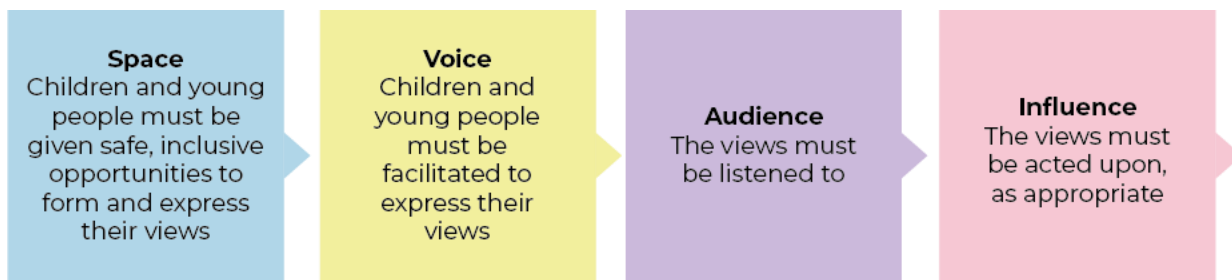 Space
Children and young
people must be
given safe, inclusive
opportunities to
form and express
their views
Voice
Children and
young people
must be
facilitated to
express their
views
Audience
The views must
be listened to
Influence
The views must
be acted upon,
as appropriate